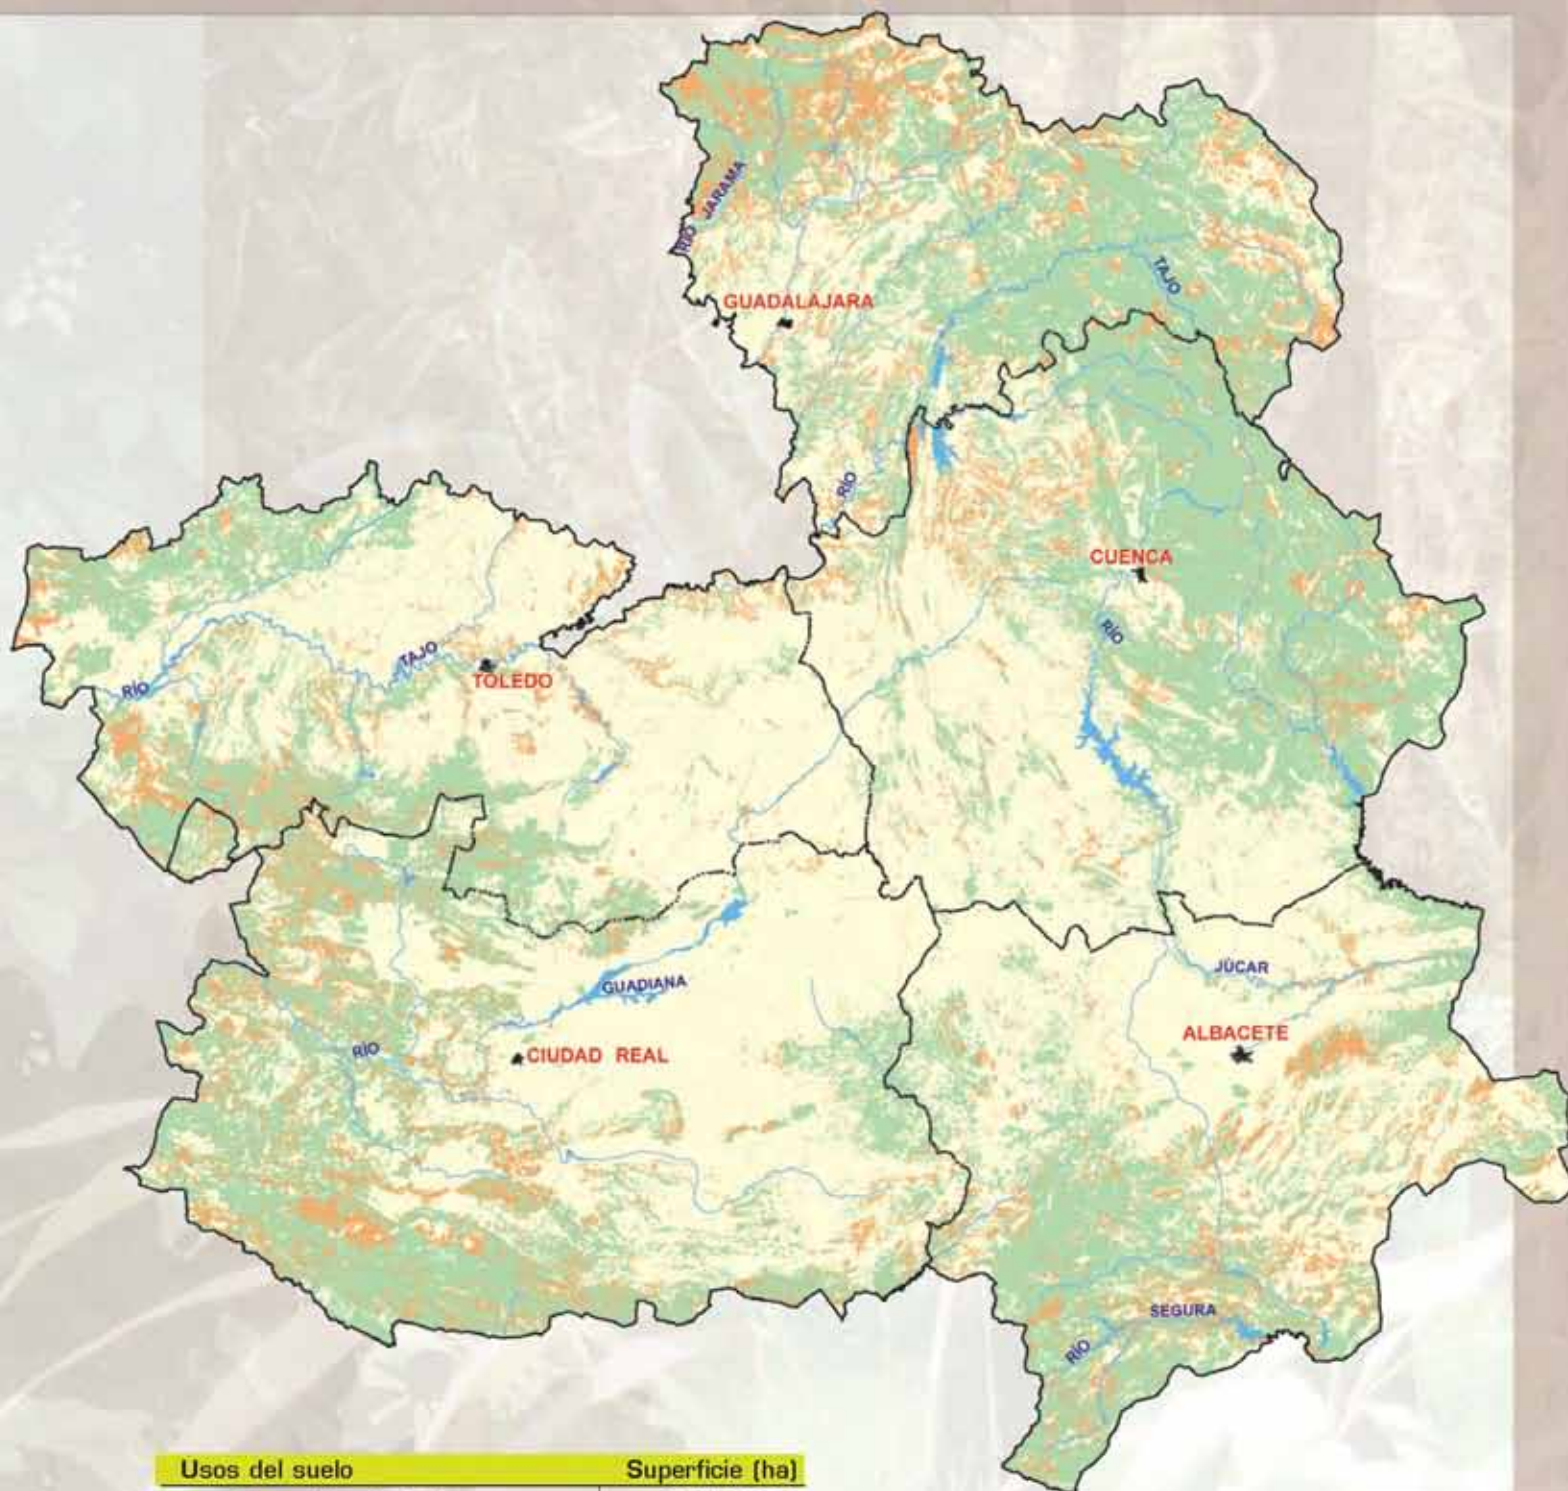 RÍO JARAMA
GUADALAJARA
TAJO
RÍO
CUENCA
RÍO
TAJO
TOLEDO
RÍO
JÚCAR
GUADIANA
ALBACETE
RÍO
CIUDAD REAL
SEGURA
RÍO
Usos del suelo Superficie (ha)